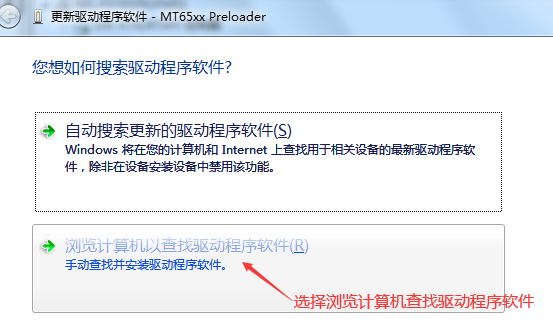 更新驱动程序软件 - MT65xx Preloader
您想如何搜索驱动程序软件?
自动搜索更新的驱动程序软件(S)
Windows 将在您的计算机和 Internet 上查找用于相关设备的最新驱动程序软
件，除非在设备安装设置中禁用该功能。
浏览计算机以查找驱动程序软件(R)
手动查找并安装驱动程序软件。
选择浏览计算机查找驱动程序软件